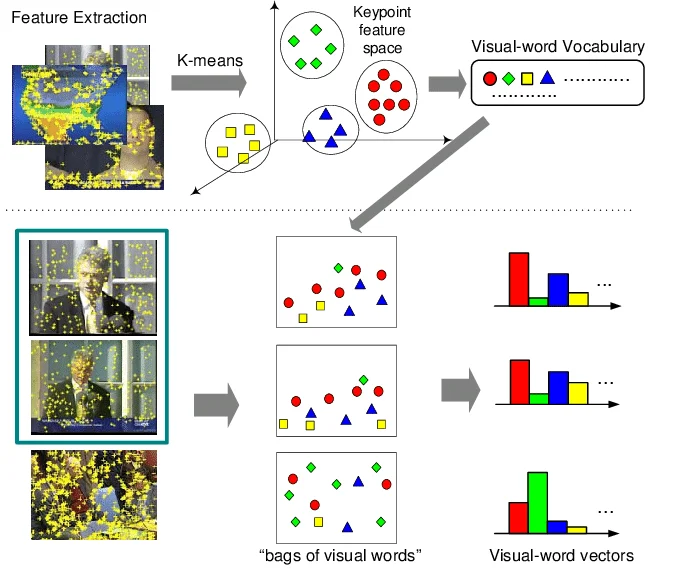 Feature Extraction
K-means
Keypoint
feature
space
Visual-word Vocabulary
“bags of visual words”
Visual-word vectors